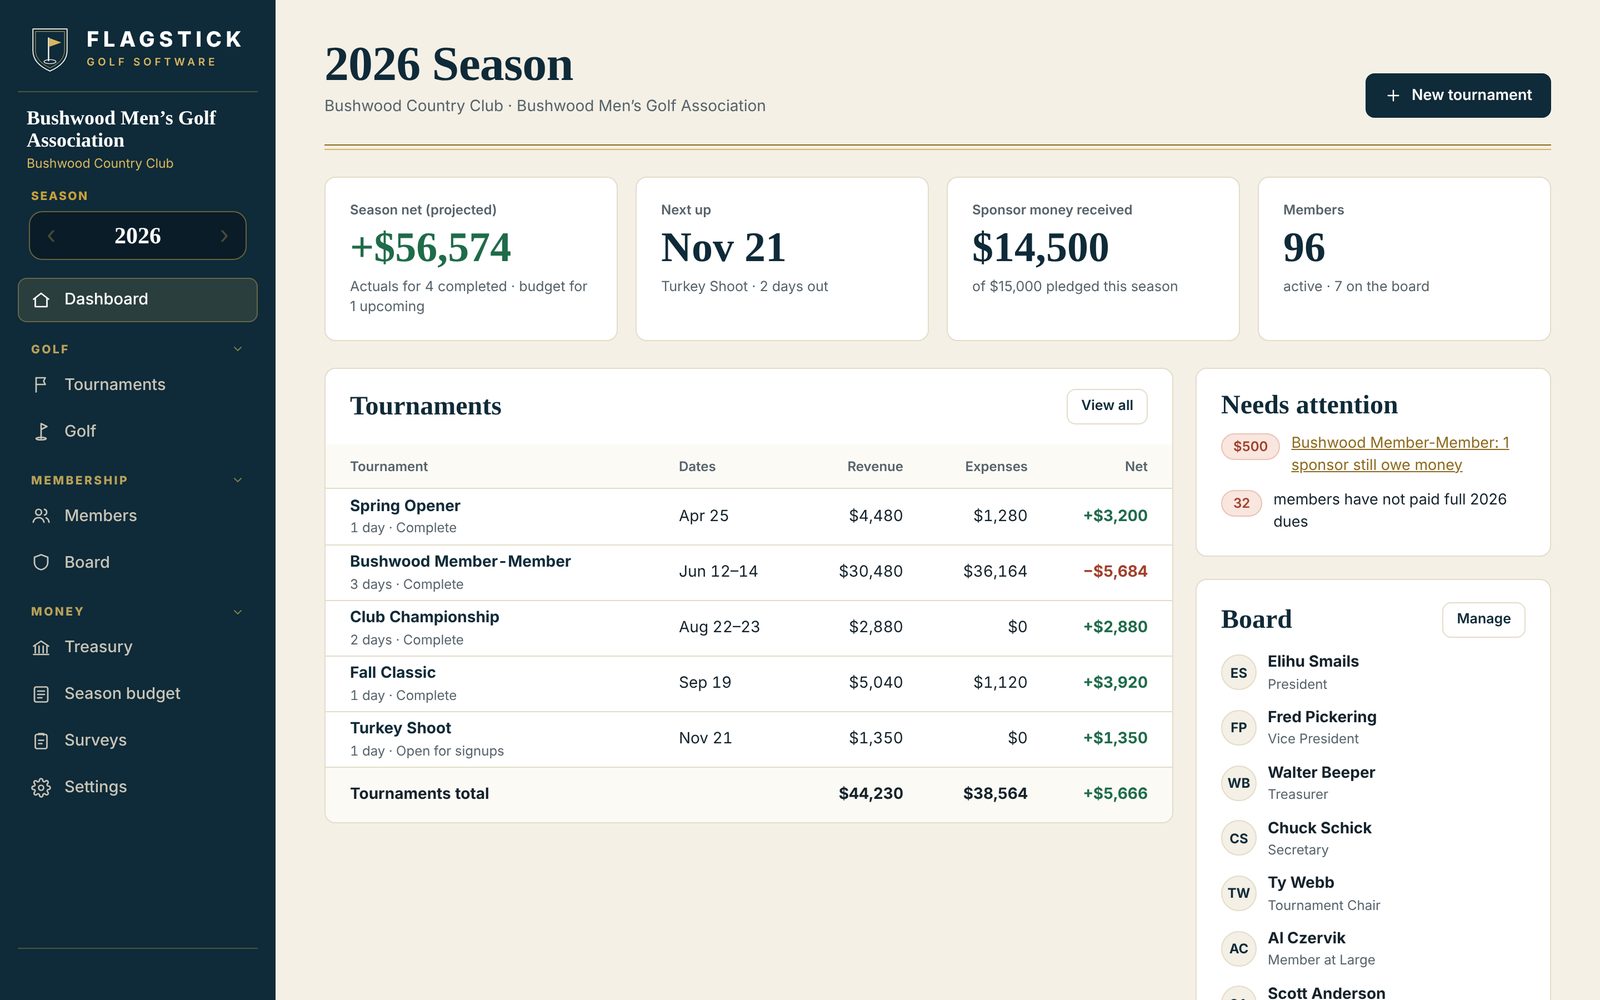 FLAGSTICK
GOLF SOFTWARE
Bushwood Men’s Golf
Association
Bushwood Country Club
SEASON
2026
Dashboard
GOLF
Tournaments
Golf
MEMBERSHIP
Members
Board
MONEY
Treasury
Season budget
Surveys
Settings
2026 Season
Bushwood Country Club · Bushwood Men’s Golf Association
+ New tournament
Season net (projected)
+$56,574
Actuals for 4 completed · budget for
1 upcoming
Next up
Nov 21
Turkey Shoot · 2 days out
Sponsor money received
$14,500
of $15,000 pledged this season
Members
96
active · 7 on the board
Tournaments
View all
Tournament Dates Revenue Expenses Net
Spring Opener
1 day · Complete
Apr 25 $4,480 $1,280 +$3,200
Bushwood Member-Member
3 days · Complete
Jun 12–14 $30,480 $36,164 −$5,684
Club Championship
2 days · Complete
Aug 22–23 $2,880 $0 +$2,880
Fall Classic
1 day · Complete
Sep 19 $5,040 $1,120 +$3,920
Turkey Shoot
1 day · Open for signups
Nov 21 $1,350 $0 +$1,350
Tournaments total $44,230 $38,564 +$5,666
Needs attention
$500 Bushwood Member-Member: 1
sponsor still owe money
32 members have not paid full 2026
dues
Board
Manage
ES Elihu Smails
President
FP Fred Pickering
Vice President
WB Walter Beeper
Treasurer
CS Chuck Schick
Secretary
TW Ty Webb
Tournament Chair
AC Al Czervik
Member at Large
Scott Anderson